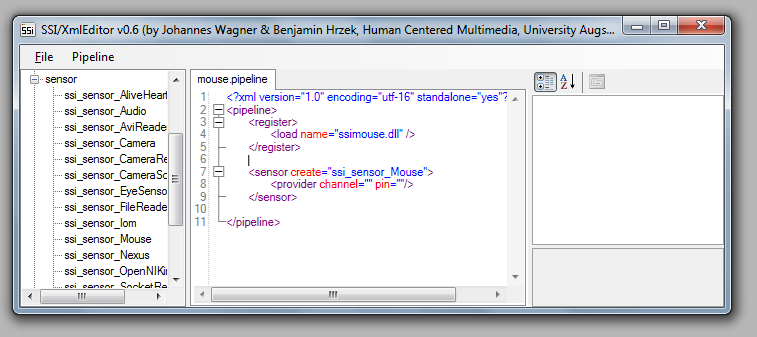 SSI/XmlEditor v0.6 (by Johannes Wagner & Benjamin Hrzek, Human Centered Multimedia, University Augs...
File Pipeline
sensor
ssi_sensor_AliveHeart
ssi_sensor_Audio
ssi_sensor_AviReader
ssi_sensor_Camera
ssi_sensor_CameraRe
ssi_sensor_CameraSc
ssi_sensor_EyeSenso
ssi_sensor_FileReade
ssi_sensor_Iom
ssi_sensor_Mouse
ssi_sensor_Nexus
ssi_sensor_OpenNIKi
ssi_sensor_SocketRe
mouse.pipeline
1 <?xml version="1.0" encoding="utf-16" standalone="yes"?
2 <pipeline>
3 <register>
4 <load name="ssimouse.dll" />
5 </register>
6
7 <sensor create="ssi_sensor_Mouse">
8 <provider channel="" pin=""/>
9 </sensor>
10
11 </pipeline>